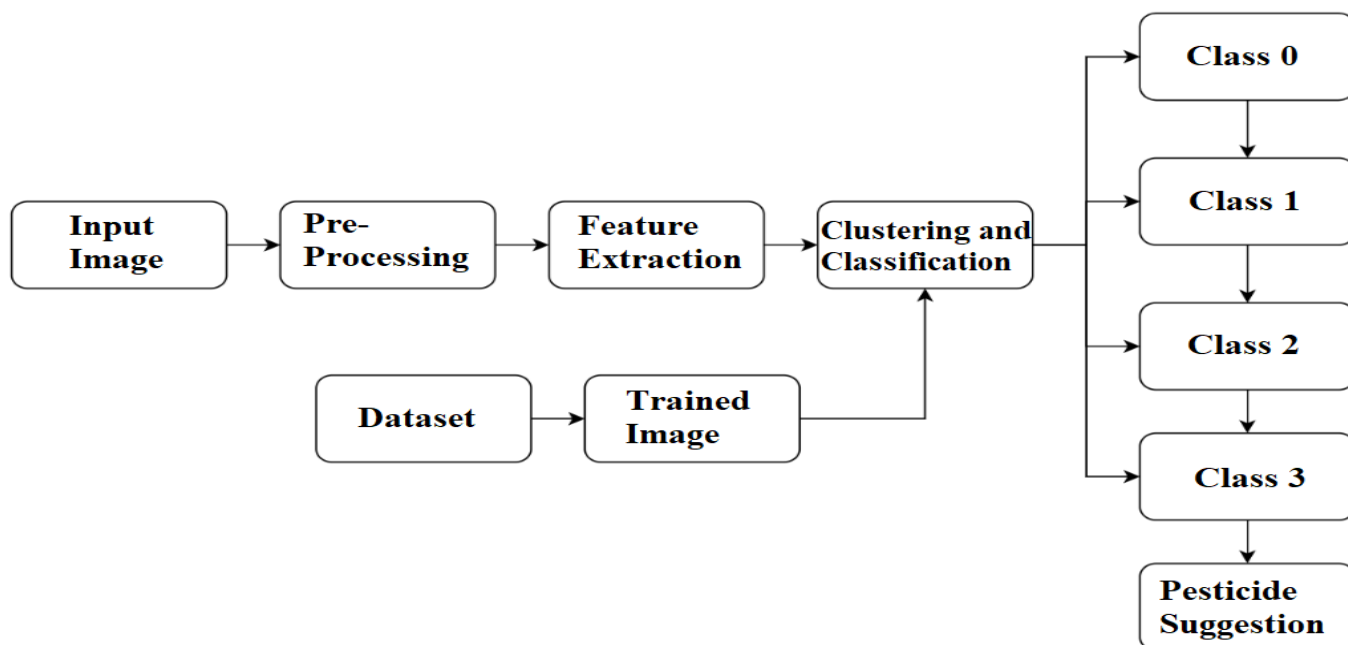 Class 0
Class 1
Input
Image
Pre-
Processing
Feature
Extraction
Clustering and
Classification
Class 2
Dataset
Trained
Image
Class 3
Pesticide
Suggestion